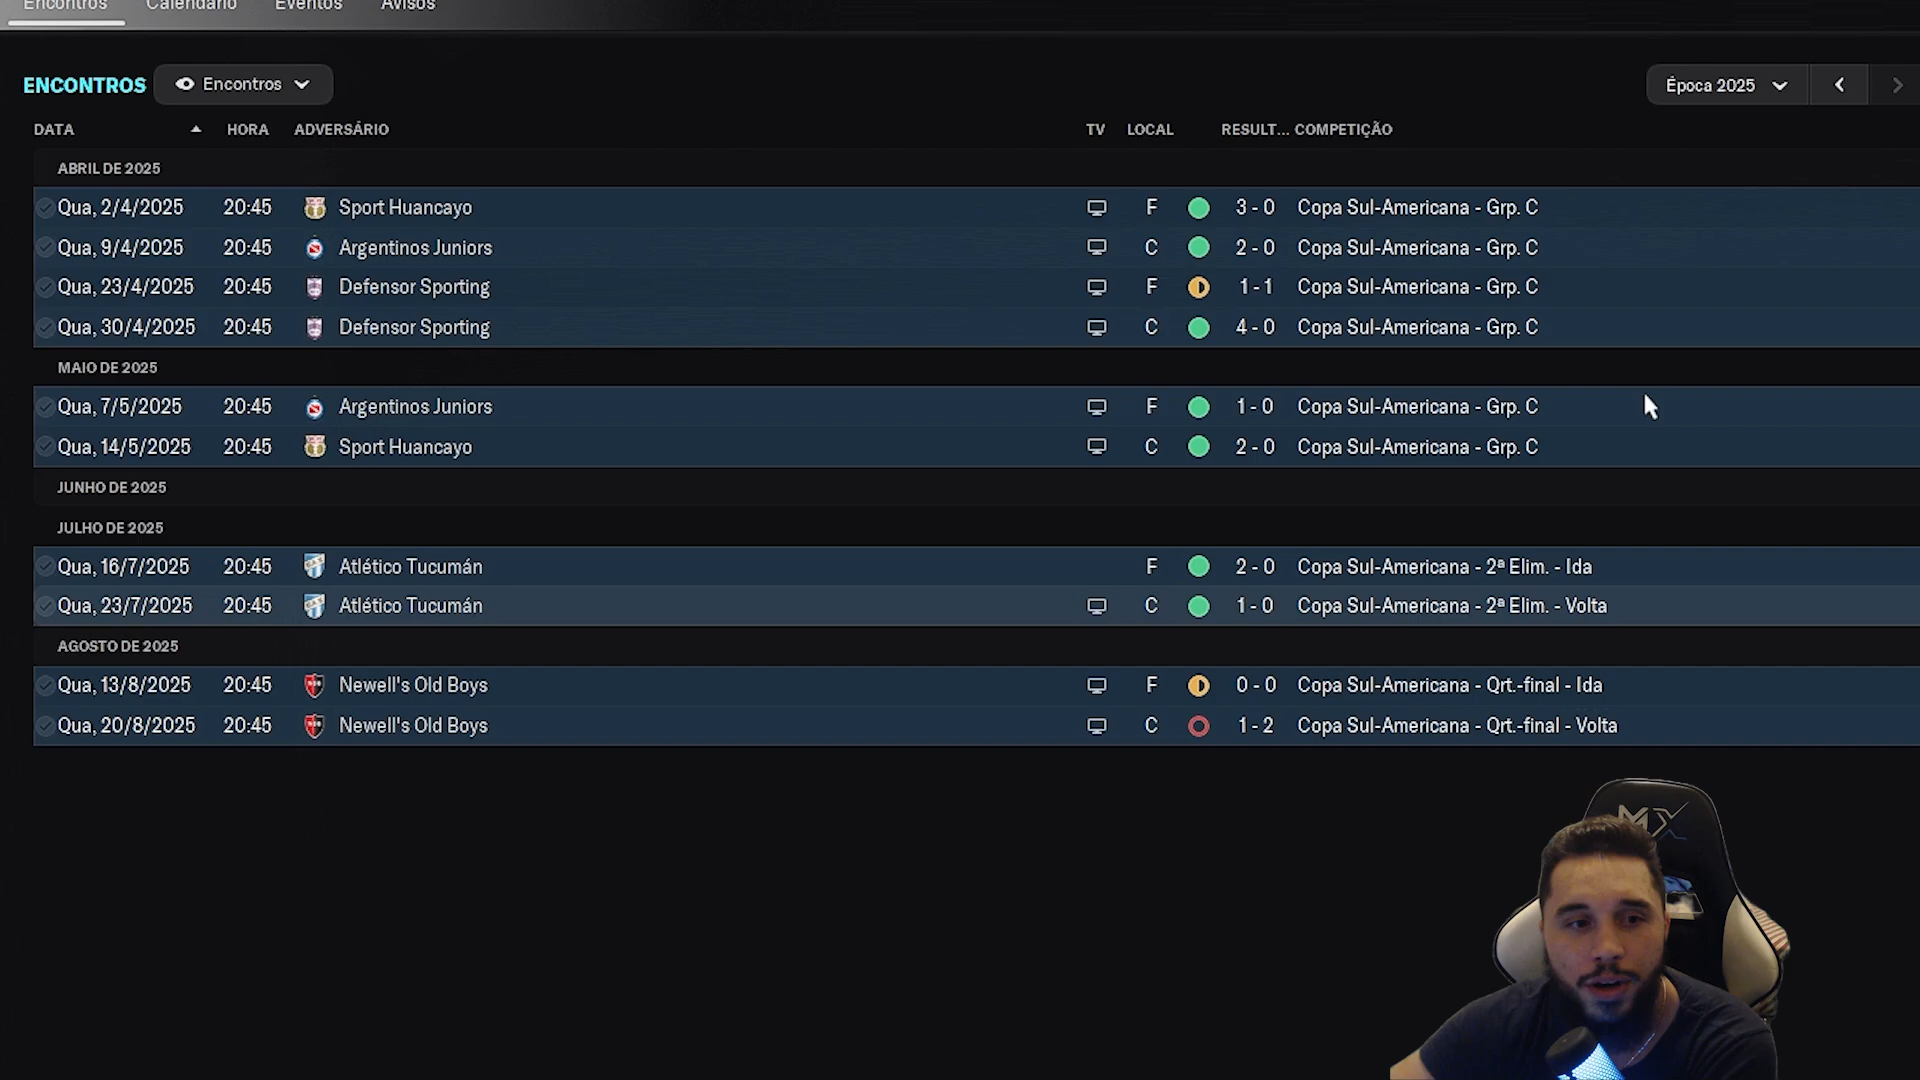 Encontros Calendário Eventos Avisos
ENCONTROS Encontros Época 2025
DATA HORA ADVERSÁRIO TV LOCAL RESULT... COMPETIÇÃO
ABRIL DE 2025
Qua, 2/4/2025 20:45 Sport Huancayo F 3 - 0 Copa Sul-Americana - Grp. C
Qua, 9/4/2025 20:45 Argentinos Juniors C 2 - 0 Copa Sul-Americana - Grp. C
Qua, 23/4/2025 20:45 Defensor Sporting F 1 - 1 Copa Sul-Americana - Grp. C
Qua, 30/4/2025 20:45 Defensor Sporting C 4 - 0 Copa Sul-Americana - Grp. C
MAIO DE 2025
Qua, 7/5/2025 20:45 Argentinos Juniors F 1 - 0 Copa Sul-Americana - Grp. C
Qua, 14/5/2025 20:45 Sport Huancayo C 2 - 0 Copa Sul-Americana - Grp. C
JUNHO DE 2025
JULHO DE 2025
Qua, 16/7/2025 20:45 Atlético Tucumán F 2 - 0 Copa Sul-Americana - 2ª Elim. - Ida
Qua, 23/7/2025 20:45 Atlético Tucumán C 1 - 0 Copa Sul-Americana - 2ª Elim. - Volta
AGOSTO DE 2025
Qua, 13/8/2025 20:45 Newell's Old Boys F 0 - 0 Copa Sul-Americana - Qrt.-final - Ida
Qua, 20/8/2025 20:45 Newell's Old Boys C 1 - 2 Copa Sul-Americana - Qrt.-final - Volta
MX